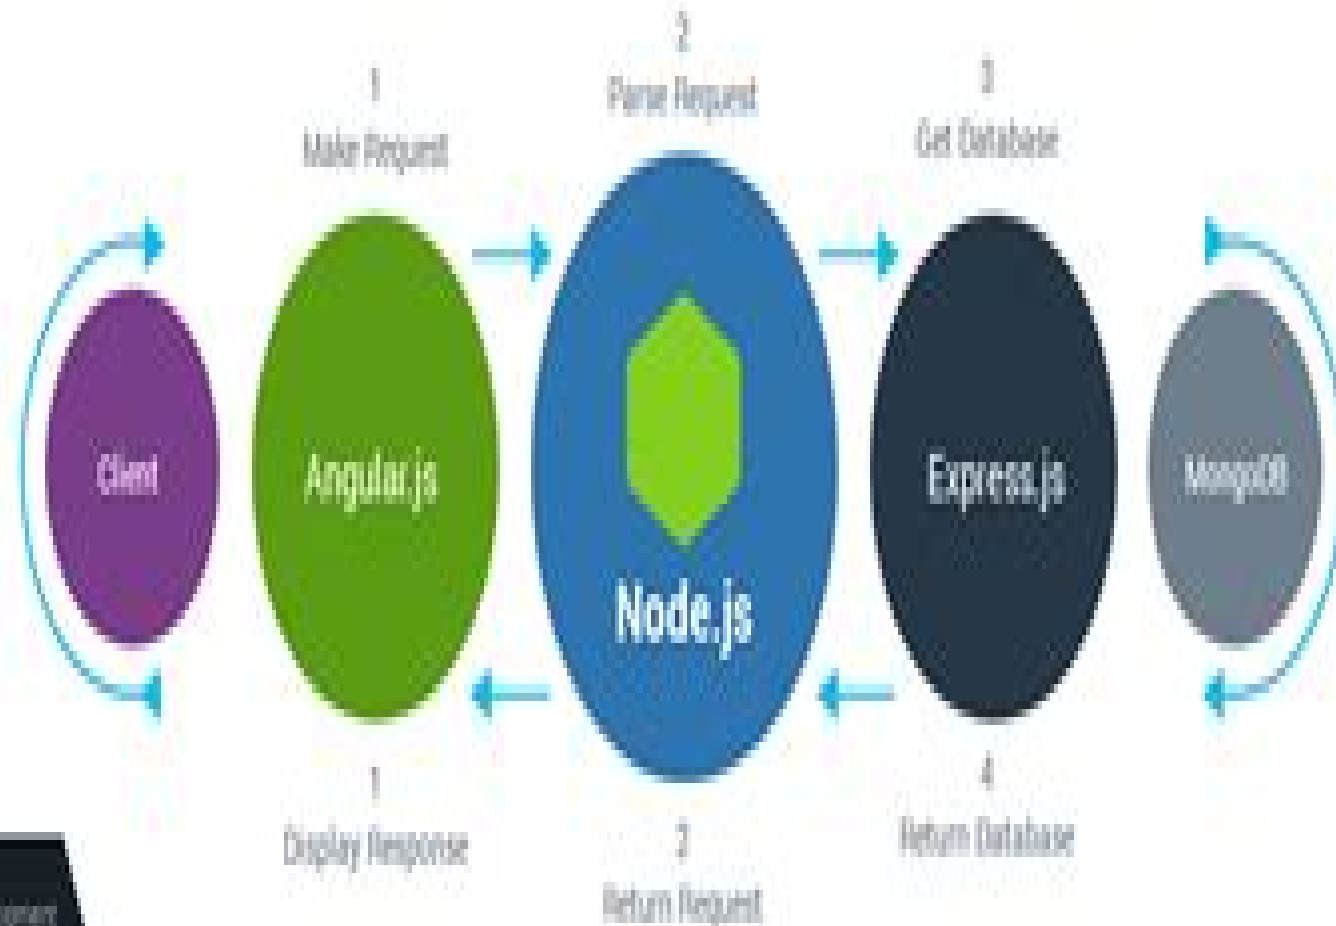 2
1
Parse Request
3
Make Request
Get Database
Client
Angular.js
Node.js
Express.js
MongoDB
1
4
Display Response
2
Return Database
Return Request